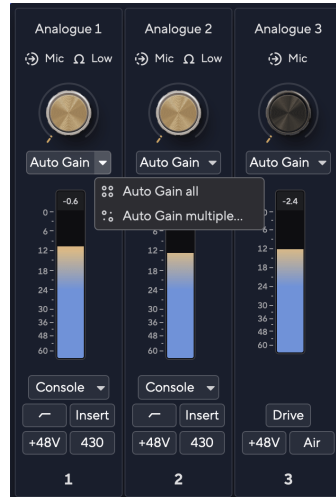 Analogue 1
Mic Ω Low
Auto Gain
-0.6
0
6
12
18
24
30
36
48
60
Console
Insert
+48V 430
1
Analogue 2
Mic Ω Low
Auto Gain
Auto Gain all
Auto Gain multiple...
6
12
18
24
30
36
48
60
Console
Insert
+48V 430
2
Analogue 3
Mic
Auto Gain
-2.4
0
6
12
18
24
30
36
48
60
Drive
+48V Air
3